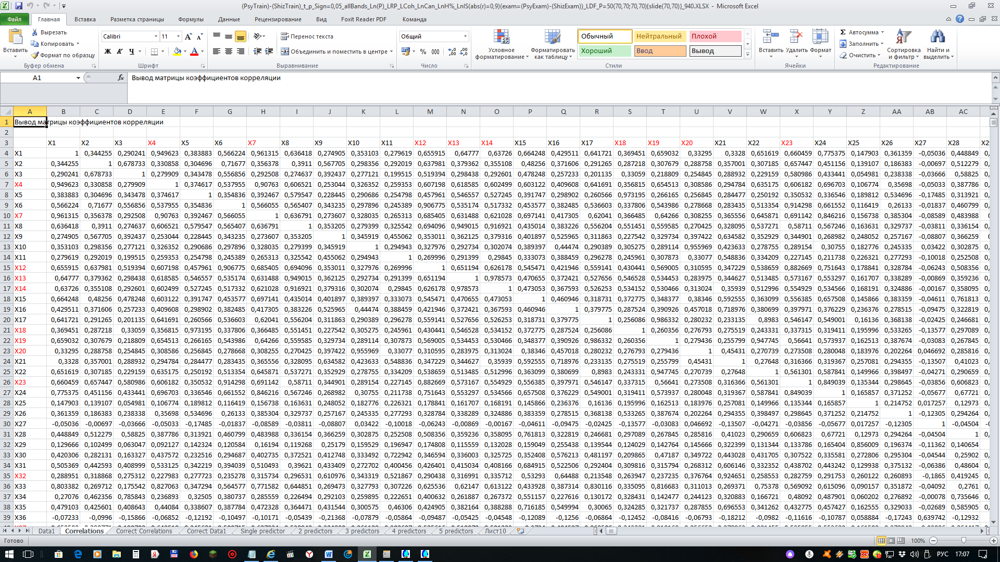 (PsyTrain)-(ShizTrain)_t_p_Sign=0,05_allBands_Ln(P)_LRP_LCoh_LnCan_LnH%_LnIS(abs(r)=0,9)(exam=(PsyExam)-(ShizExam))_LDF_P=50(70,70;70,70){slide(70,70)}_940.XLSX - Microsoft Excel
Файл Главная Вставка Разметка страницы Формулы Данные Рецензирование Вид Foxit Reader PDF Команда
Вставить Вырезать Копировать Формат по образцу
Calibri 11 Ж К Ч
Перенос текста Объединить и поместить в центре
Общий % 000
Условное форматирование Форматировать как таблицу
Обычный Нейтральный Плохой
Хороший Ввод Вывод
Вставить Удалить Формат
Автосумма Заполнить Очистить Сортировка и фильтр Найти и выделить
Буфер обмена Шрифт Выравнивание Число Стили Ячейки Редактирование
A1 fx Вывод матрицы коэффициентов корреляции
A B C D E F G H I J K L M N O P Q R S T U V W X Y Z AA AB AC
1 Вывод матрицы коэффициентов корреляции
2
3 X1 X2 X3 X4 X5 X6 X7 X8 X9 X10 X11 X12 X13 X14 X15 X16 X17 X18 X19 X20 X21 X22 X23 X24 X25 X26 X27 X28
4 X1 1 0,344255 0,290241 0,949623 0,383883 0,566224 0,961315 0,636418 0,274905 0,353103 0,279619 0,655915 0,64777 0,63726 0,664248 0,429511 0,641721 0,369451 0,659032 0,33295 0,3328 0,651619 0,660459 0,775375 0,147903 0,361359 -0,05036 0,448849
5 X2 0,344255 1 0,678733 0,330858 0,304696 0,71677 0,356378 0,3911 0,567705 0,298356 0,292019 0,637981 0,379362 0,355108 0,48256 0,371606 0,291265 0,287218 0,307679 0,288758 0,357001 0,307185 0,657447 0,451156 0,139107 0,186383 -0,00697 0,512279
6 X3 0,290241 0,678733 1 0,279909 0,343478 0,556856 0,292508 0,274637 0,392437 0,277121 0,199515 0,519394 0,298438 0,292601 0,478248 0,257233 0,201135 0,33059 0,218809 0,254845 0,288932 0,229159 0,580986 0,433441 0,054981 0,238338 -0,03666 0,58825
7 X4 0,949623 0,330858 0,279909 1 0,374617 0,537955 0,90763 0,606521 0,253044 0,326352 0,259353 0,607198 0,618585 0,602499 0,603122 0,409608 0,641691 0,356815 0,654513 0,308586 0,294784 0,635175 0,606182 0,696703 0,106774 0,35698 -0,05033 0,387786
8 X5 0,383883 0,304696 0,343478 0,374617 1 0,354836 0,392467 0,579547 0,228445 0,290686 0,254798 0,457961 0,546557 0,527245 0,391747 0,298902 0,260566 0,973195 0,266165 0,256845 0,284477 0,250192 0,350532 0,336546 0,189812 0,534696 -0,17485 0,313921
9 X6 0,566224 0,71677 0,556856 0,537955 0,354836 1 0,566055 0,565407 0,343235 0,297896 0,245389 0,906775 0,535174 0,517332 0,453577 0,382485 0,536603 0,337806 0,543986 0,278668 0,283435 0,513354 0,914298 0,661552 0,116419 0,26133 -0,01837 0,460799
10 X7 0,961315 0,356378 0,292508 0,90763 0,392467 0,566055 1 0,636791 0,273607 0,328035 0,265313 0,685405 0,631488 0,621028 0,697141 0,417305 0,62041 0,366485 0,64266 0,308255 0,365556 0,645871 0,691142 0,846216 0,156738 0,385304 -0,08589 0,483988
11 X8 0,636418 0,3911 0,274637 0,606521 0,579547 0,565407 0,636791 1 0,353205 0,279399 0,325542 0,694096 0,949015 0,916921 0,435014 0,383226 0,556204 0,551451 0,559585 0,270425 0,328095 0,537271 0,58711 0,567246 0,163631 0,329737 -0,03811 0,336154
12 X9 0,274905 0,567705 0,392437 0,253044 0,228445 0,343235 0,273607 0,353205 1 0,345919 0,455062 0,353011 0,362125 0,379316 0,401897 0,525965 0,311863 0,227542 0,329734 0,397422 0,634582 0,352929 0,344901 0,268982 0,248052 0,257167 -0,08807 0,366259
13 X10 0,353103 0,298356 0,277121 0,326352 0,290686 0,297896 0,328035 0,279399 0,345919 1 0,294943 0,327976 0,292734 0,302074 0,389397 0,44474 0,290389 0,305275 0,289114 0,955969 0,423633 0,278755 0,289154 0,30755 0,182776 0,245335 0,03422 0,302875
14 X11 0,279619 0,292019 0,199515 0,259353 0,254798 0,245389 0,265313 0,325542 0,455062 0,294943 1 0,269996 0,291399 0,29845 0,333073 0,388459 0,296278 0,245961 0,307873 0,33077 0,548836 0,334209 0,227145 0,211738 0,226321 0,277293 -0,10018 0,252508
15 X12 0,655915 0,637981 0,519394 0,607198 0,457961 0,906775 0,685405 0,694096 0,353011 0,327976 0,269996 1 0,651194 0,626178 0,545471 0,421946 0,559141 0,430441 0,569005 0,310595 0,347229 0,538659 0,882669 0,751643 0,178841 0,328784 -0,06243 0,508356
16 X13 0,64777 0,379362 0,298438 0,618585 0,546557 0,535174 0,631488 0,949015 0,362125 0,292734 0,291399 0,651194 1 0,978573 0,470655 0,372421 0,527656 0,546528 0,534453 0,283975 0,344627 0,513485 0,573167 0,553297 0,161707 0,338289 -0,00869 0,359236
17 X14 0,63726 0,355108 0,292601 0,602499 0,527245 0,517332 0,621028 0,916921 0,379316 0,302074 0,29845 0,626178 0,978573 1 0,473053 0,367593 0,526253 0,534152 0,530466 0,313024 0,35939 0,512996 0,554929 0,534566 0,168191 0,324886 -0,00167 0,358095
18 X15 0,664248 0,48256 0,478248 0,603122 0,391747 0,453577 0,697141 0,435014 0,401897 0,389397 0,333073 0,545471 0,470655 0,473053 1 0,460946 0,318731 0,372775 0,348377 0,38346 0,592555 0,363099 0,556385 0,657508 0,145866 0,383359 -0,04611 0,761813
19 X16 0,429511 0,371606 0,257233 0,409608 0,298902 0,382485 0,417305 0,383226 0,525965 0,44474 0,388459 0,421946 0,372421 0,367593 0,460946 1 0,379775 0,287524 0,390926 0,457018 0,718976 0,380699 0,397971 0,376229 0,236376 0,278515 -0,09475 0,322819
20 X17 0,641721 0,291265 0,201135 0,641691 0,260566 0,536603 0,62041 0,556204 0,311863 0,290389 0,296278 0,559141 0,527656 0,526253 0,318731 0,379775 1 0,256086 0,986332 0,280232 0,233135 0,8983 0,546147 0,549001 0,16136 0,368138 -0,02425 0,246681
21 X18 0,369451 0,287218 0,33059 0,356815 0,973195 0,337806 0,366485 0,551451 0,227542 0,305275 0,245961 0,430441 0,546528 0,534152 0,372775 0,287524 0,256086 1 0,260356 0,276793 0,275519 0,243331 0,337315 0,319411 0,195996 0,533265 -0,13577 0,297089
22 X19 0,659032 0,307679 0,218809 0,654513 0,266165 0,543986 0,64266 0,559585 0,329734 0,289114 0,307873 0,569005 0,534453 0,530466 0,348377 0,390926 0,986332 0,260356 1 0,279436 0,255799 0,947745 0,56641 0,573937 0,162513 0,387674 -0,03083 0,267845
23 X20 0,33295 0,288758 0,254845 0,308586 0,256845 0,278668 0,308255 0,270425 0,397422 0,955969 0,33077 0,310595 0,283975 0,313024 0,38346 0,457018 0,280232 0,276793 0,279436 1 0,45431 0,270739 0,273508 0,280048 0,183976 0,202264 0,046692 0,285816
24 X21 0,3328 0,357001 0,288932 0,294784 0,284477 0,283435 0,365556 0,328095 0,634582 0,423633 0,548836 0,347229 0,344627 0,35939 0,592555 0,718976 0,233135 0,275519 0,255799 0,45431 1 0,27648 0,316366 0,319367 0,257081 0,294355 -0,13507 0,41023
25 X22 0,651619 0,307185 0,229159 0,635175 0,250192 0,513354 0,645871 0,537271 0,352929 0,278755 0,334209 0,538659 0,513485 0,512996 0,363099 0,380699 0,8983 0,243331 0,947745 0,270739 0,27648 1 0,561301 0,587841 0,149966 0,398497 -0,04271 0,290659
26 X23 0,660459 0,657447 0,580986 0,606182 0,350532 0,914298 0,691142 0,58711 0,344901 0,289154 0,227145 0,882669 0,573167 0,554929 0,556385 0,397971 0,546147 0,337315 0,56641 0,273508 0,316366 0,561301 1 0,849039 0,135344 0,298645 -0,03856 0,606823
27 X24 0,775375 0,451156 0,433441 0,696703 0,336546 0,661552 0,846216 0,567246 0,268982 0,30755 0,211738 0,751643 0,553297 0,534566 0,657508 0,376229 0,549001 0,319411 0,573937 0,280048 0,319367 0,587841 0,849039 1 0,165857 0,371252 -0,05677 0,67721
28 X25 0,147903 0,139107 0,054981 0,106774 0,189812 0,116419 0,156738 0,163631 0,248052 0,182776 0,226321 0,178841 0,161707 0,168191 0,145866 0,236376 0,16136 0,195996 0,162513 0,183976 0,257081 0,149966 0,135344 0,165857 1 0,214752 0,017257 0,12973
29 X26 0,361359 0,186383 0,238338 0,35698 0,534696 0,26133 0,385304 0,329737 0,257167 0,245335 0,277293 0,328784 0,338289 0,324886 0,383359 0,278515 0,368138 0,533265 0,387674 0,202264 0,294355 0,398497 0,298645 0,371252 0,214752 1 -0,12305 0,294264
30 X27 -0,05036 -0,00697 -0,03666 -0,05033 -0,17485 -0,01837 -0,08589 -0,03811 -0,08807 0,03422 -0,10018 -0,06243 -0,00869 -0,00167 -0,04611 -0,09475 -0,02425 -0,13577 -0,03083 0,046692 -0,13507 -0,04271 -0,03856 -0,05677 0,017257 -0,12305 1 -0,04504
31 X28 0,448849 0,512279 0,58825 0,387786 0,313921 0,460799 0,483988 0,336154 0,366259 0,302875 0,252508 0,508356 0,359236 0,358095 0,761813 0,322819 0,246681 0,297089 0,267845 0,285816 0,41023 0,290659 0,606823 0,67721 0,12973 0,294264 -0,04504 1
32 X29 0,129666 0,102499 0,063047 0,092127 0,142324 0,120584 0,16194 0,119268 0,25179 0,159529 0,196947 0,174808 0,115559 0,132028 0,159049 0,255438 0,139544 0,124029 0,142764 0,145666 0,322399 0,131344 0,133786 0,165404 0,856009 0,196374 -0,11362 0,140654
33 X30 0,420306 0,282131 0,163327 0,437572 0,232516 0,294687 0,402735 0,372521 0,412748 0,333492 0,722942 0,346594 0,336003 0,325725 0,352408 0,576213 0,481197 0,209865 0,47187 0,349722 0,443028 0,431705 0,307522 0,335581 0,272806 0,295304 -0,04544 0,25902
34 X31 0,505369 0,442593 0,408999 0,533125 0,342219 0,394039 0,510493 0,39621 0,433409 0,272702 0,400456 0,426401 0,415034 0,408166 0,684915 0,522506 0,292404 0,309816 0,315794 0,268312 0,606146 0,332352 0,438702 0,443242 0,129938 0,375132 -0,06386 0,48604
35 X32 0,288951 0,318868 0,275312 0,227983 0,277723 0,235278 0,315734 0,296531 0,610976 0,343319 0,521867 0,290438 0,316991 0,335712 0,53293 0,64488 0,213548 0,263947 0,237235 0,376764 0,924651 0,258553 0,282759 0,291753 0,260122 0,260893 -0,1865 0,419245
36 X33 0,803382 0,269712 0,175542 0,827063 0,347294 0,564577 0,771582 0,644851 0,269473 0,327793 0,307226 0,625536 0,62147 0,613122 0,433928 0,387314 0,830116 0,335095 0,816683 0,311013 0,269371 0,75378 0,569092 0,615096 0,090157 0,351872 -0,04092 0,2761
37 X34 0,27076 0,462356 0,785843 0,236893 0,32505 0,380737 0,285559 0,226494 0,292103 0,259895 0,222651 0,400632 0,261887 0,267372 0,551157 0,227616 0,130172 0,328431 0,142477 0,244123 0,320883 0,166721 0,48092 0,487901 0,060202 0,276892 -0,00078 0,735646
38 X35 0,479103 0,425601 0,408643 0,44084 0,338607 0,387784 0,472328 0,364471 0,431544 0,300575 0,46306 0,424905 0,382164 0,388288 0,716185 0,549994 0,30065 0,324285 0,321737 0,287855 0,696553 0,341262 0,432775 0,457427 0,162555 0,329033 -0,02689 0,585905
39 X36 -0,07233 -0,0996 -0,15866 -0,06852 -0,12192 -0,10497 -0,10171 -0,05439 -0,21368 -0,07879 -0,05864 -0,09487 -0,05425 -0,04548 -0,12089 -0,1256 -0,06864 -0,12452 -0,08416 -0,06793 -0,18212 -0,0982 -0,11616 -0,10787 0,058884 -0,17243 0,639742 -0,12932
Data1 Correlations Correct Correlations Correct Data1 Single predictor 2 predictors 3 predictors 4 predictors 5 predictors Лист10
Готово 100%
РУС 17:07